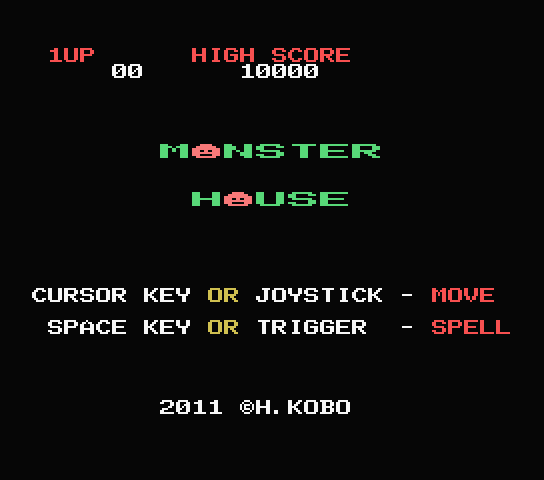 1UP HIGH SCORE
00 10000
MONSTER
HOUSE
CURSOR KEY OR JOYSTICK - MOVE
SPACE KEY OR TRIGGER - SPELL
2011 ©H.KOBO